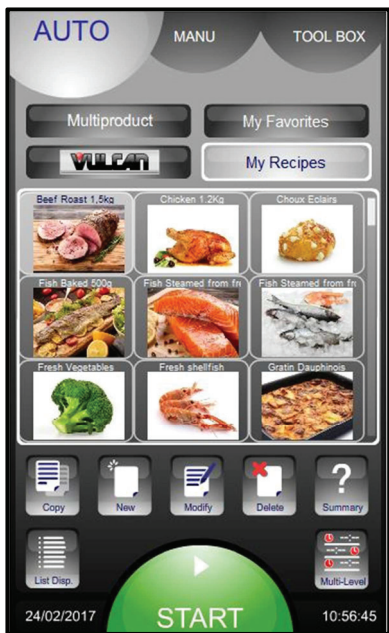 AUTO
MANU
TOOL BOX
Multiproduct
My Favorites
VULCAN
My Recipes
Beef Roast 1,5kg
Chicken 1.2Kg
Choux Eclairs
Fish Baked 500g
Fish Steamed from fre
Fish Steamed from fr
Fresh Vegetables
Fresh shellfish
Gratin Dauphinois
Copy
New
Modify
Delete
?
Summary
List Disp.
Multi-Level
24/02/2017
START
10:56:45